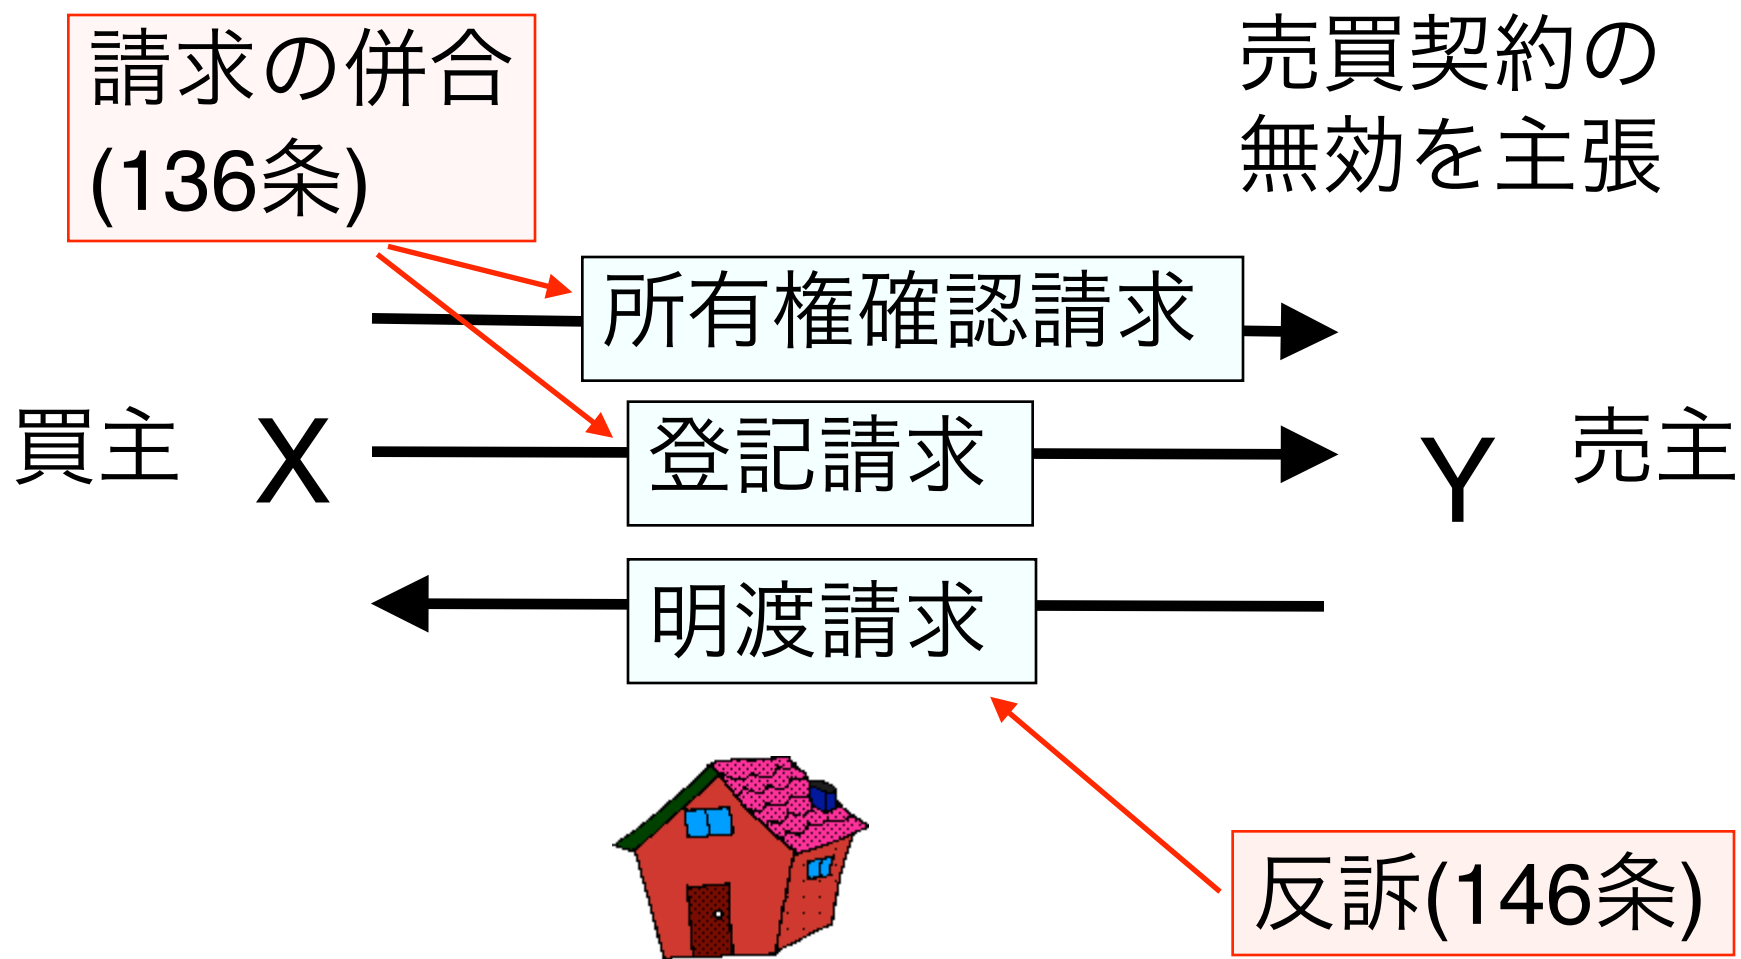 請求の併合
(136条)
売買契約の
無効を主張
所有権確認請求
買主 X
登記請求
Y 売主
明渡請求
反訴(146条)